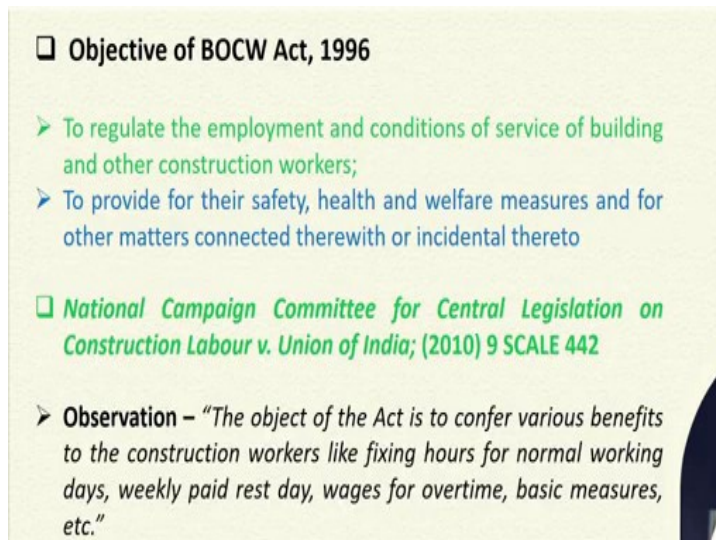 Objective of BOCW Act, 1996
To regulate the employment and conditions of service of building
and other construction workers;
To provide for their safety, health and welfare measures and for
other matters connected therewith or incidental thereto
National Campaign Committee for Central Legislation on
Construction Labour v. Union of India; (2010) 9 SCALE 442
Observation – “The object of the Act is to confer various benefits
to the construction workers like fixing hours for normal working
days, weekly paid rest day, wages for overtime, basic measures,
etc.”